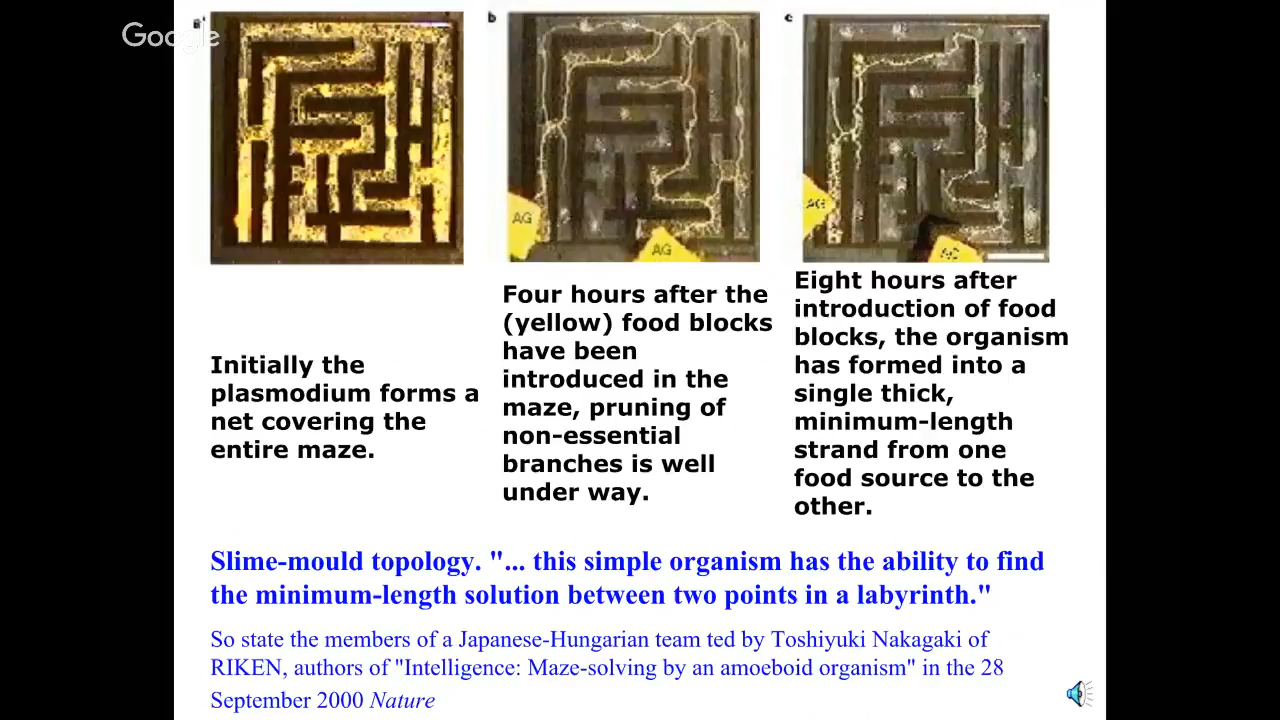 Google
a
b
c
AG
AG
AG
AG
Initially the
plasmodium forms a
net covering the
entire maze.
Four hours after the
(yellow) food blocks
have been
introduced in the
maze, pruning of
non-essential
branches is well
under way.
Eight hours after
introduction of food
blocks, the organism
has formed into a
single thick,
minimum-length
strand from one
food source to the
other.
Slime-mould topology. "... this simple organism has the ability to find
the minimum-length solution between two points in a labyrinth."
So state the members of a Japanese-Hungarian team ted by Toshiyuki Nakagaki of
RIKEN, authors of "Intelligence: Maze-solving by an amoeboid organism" in the 28
September 2000 Nature